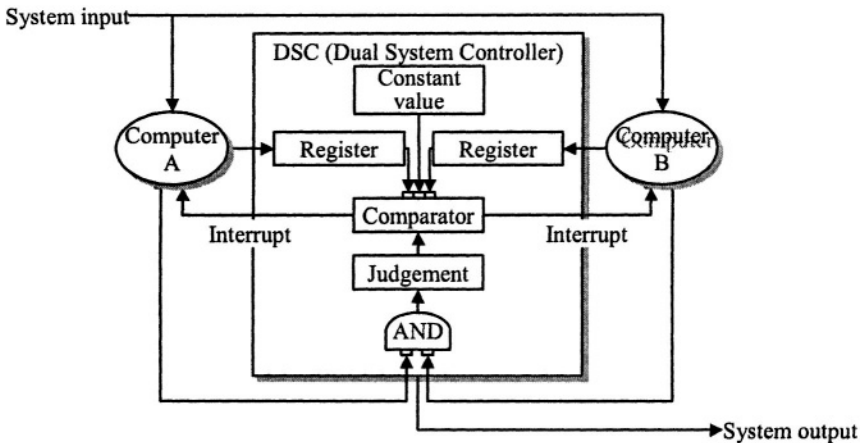 System input
DSC (Dual System Controller)
Constant
value
Computer
A
Register
Register
Computer
B
Comparator
Interrupt
Interrupt
Judgement
AND
System output